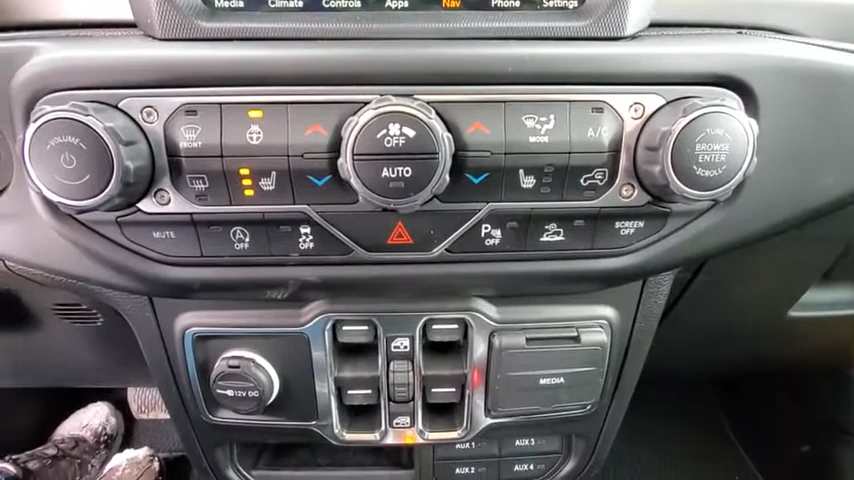 Media Climate Controls Apps Nav Phone Settings
VOLUME
FRONT
OFF
AUTO
MODE
A/C
TUNE
BROWSE
ENTER
SCROLL
MUTE
A OFF
OFF
P OFF
SCREEN
OFF
12V DC
MEDIA
AUX 1 AUX 3
AUX 2 AUX 4